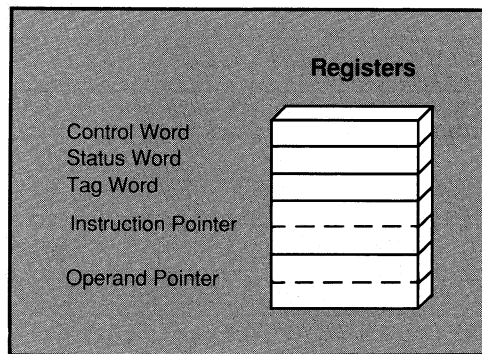 Registers
Control Word
Status Word
Tag Word
Instruction Pointer
Operand Pointer